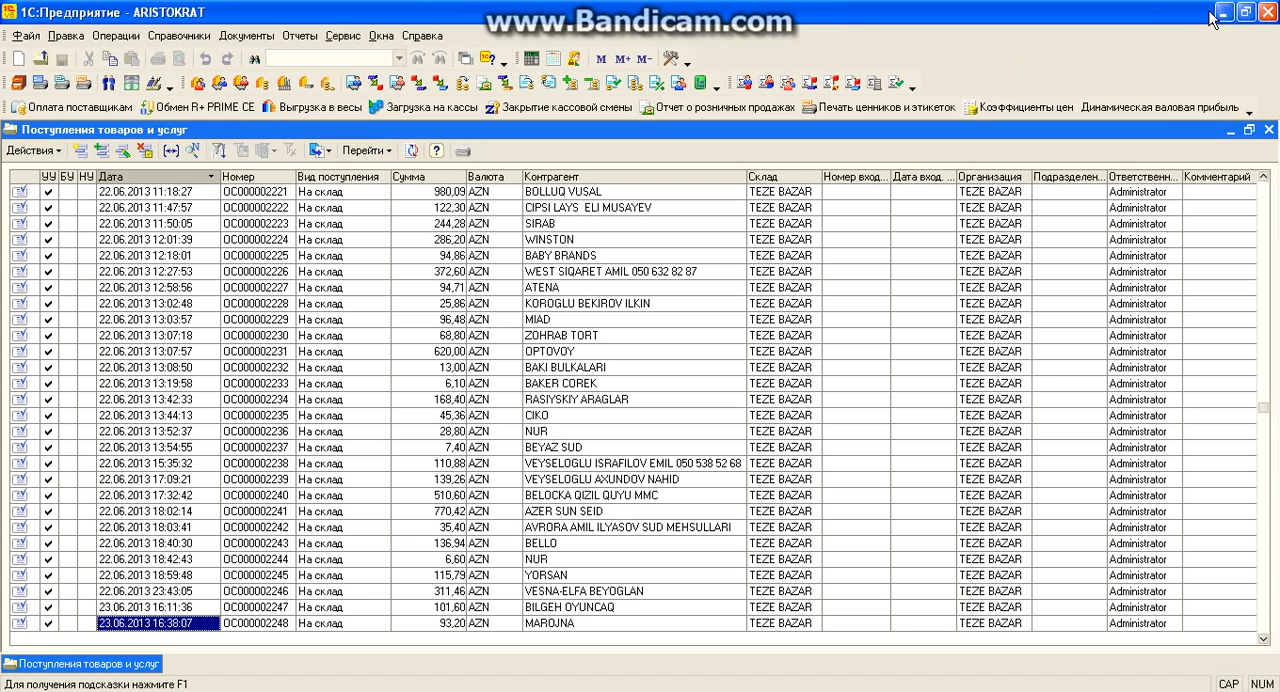 1С:Предприятие - ARISTOKRAT
www.Bandicam.com
Файл Правка Операции Справочники Документы Отчеты Сервис Окна Справка
M M+ M-
Оплата поставщикам Обмен R+ PRIME CE Выгрузка в весы Загрузка на кассы Закрытие кассовой смены Отчет о розничных продажах Печать ценников и этикеток Коэффициенты цен Динамическая валовая прибыль
Поступления товаров и услуг
Действия Перейти
УУ БУ НУ Дата Номер Вид поступления Сумма Валюта Контрагент Склад Номер вход... Дата вход. ... Организация Подразделен... Ответственн... Комментарий
22.06.2013 11:18:27 ОС000002221 На склад 980,09 AZN BOLLUQ VUSAL TEZE BAZAR TEZE BAZAR Administrator
22.06.2013 11:47:57 ОС000002222 На склад 122,30 AZN CIPSI LAYS ELI MUSAYEV TEZE BAZAR TEZE BAZAR Administrator
22.06.2013 11:50:05 ОС000002223 На склад 244,28 AZN SIRAB TEZE BAZAR TEZE BAZAR Administrator
22.06.2013 12:01:39 ОС000002224 На склад 286,20 AZN WINSTON TEZE BAZAR TEZE BAZAR Administrator
22.06.2013 12:18:01 ОС000002225 На склад 94,86 AZN BABY BRANDS TEZE BAZAR TEZE BAZAR Administrator
22.06.2013 12:27:53 ОС000002226 На склад 372,60 AZN WEST SIQARET AMIL 050 632 82 87 TEZE BAZAR TEZE BAZAR Administrator
22.06.2013 12:58:56 ОС000002227 На склад 94,71 AZN ATENA TEZE BAZAR TEZE BAZAR Administrator
22.06.2013 13:02:48 ОС000002228 На склад 25,86 AZN KOROGLU BEKIROV ILKIN TEZE BAZAR TEZE BAZAR Administrator
22.06.2013 13:03:57 ОС000002229 На склад 96,48 AZN MIAD TEZE BAZAR TEZE BAZAR Administrator
22.06.2013 13:07:18 ОС000002230 На склад 68,80 AZN ZOHRAB TORT TEZE BAZAR TEZE BAZAR Administrator
22.06.2013 13:07:57 ОС000002231 На склад 620,00 AZN OPTOVOY TEZE BAZAR TEZE BAZAR Administrator
22.06.2013 13:08:50 ОС000002232 На склад 13,00 AZN BAKI BULKALARI TEZE BAZAR TEZE BAZAR Administrator
22.06.2013 13:19:58 ОС000002233 На склад 6,10 AZN BAKER COREK TEZE BAZAR TEZE BAZAR Administrator
22.06.2013 13:42:33 ОС000002234 На склад 168,40 AZN RASIYSKIY ARAGLAR TEZE BAZAR TEZE BAZAR Administrator
22.06.2013 13:44:13 ОС000002235 На склад 45,36 AZN CIKO TEZE BAZAR TEZE BAZAR Administrator
22.06.2013 13:52:37 ОС000002236 На склад 28,80 AZN NUR TEZE BAZAR TEZE BAZAR Administrator
22.06.2013 13:54:55 ОС000002237 На склад 7,40 AZN BEYAZ SUD TEZE BAZAR TEZE BAZAR Administrator
22.06.2013 15:35:32 ОС000002238 На склад 110,88 AZN VEYSELOGLU ISRAFILOV EMIL 050 538 52 68 TEZE BAZAR TEZE BAZAR Administrator
22.06.2013 17:09:21 ОС000002239 На склад 139,26 AZN VEYSELOGLU AXUNDOV NAHID TEZE BAZAR TEZE BAZAR Administrator
22.06.2013 17:32:42 ОС000002240 На склад 510,60 AZN BELOCKA QIZIL QUYU MMC TEZE BAZAR TEZE BAZAR Administrator
22.06.2013 18:02:14 ОС000002241 На склад 770,42 AZN AZER SUN SEID TEZE BAZAR TEZE BAZAR Administrator
22.06.2013 18:03:41 ОС000002242 На склад 35,40 AZN AVRORA AMIL ILYASOV SUD MEHSULLARI TEZE BAZAR TEZE BAZAR Administrator
22.06.2013 18:40:30 ОС000002243 На склад 136,94 AZN BELLO TEZE BAZAR TEZE BAZAR Administrator
22.06.2013 18:42:43 ОС000002244 На склад 6,60 AZN NUR TEZE BAZAR TEZE BAZAR Administrator
22.06.2013 18:59:48 ОС000002245 На склад 115,79 AZN YORSAN TEZE BAZAR TEZE BAZAR Administrator
22.06.2013 23:43:05 ОС000002246 На склад 311,46 AZN VESNA-ELFA BEYOGLAN TEZE BAZAR TEZE BAZAR Administrator
23.06.2013 16:11:36 ОС000002247 На склад 101,60 AZN BILGEH OYUNCAQ TEZE BAZAR TEZE BAZAR Administrator
23.06.2013 16:38:07 ОС000002248 На склад 93,20 AZN MAROJNA TEZE BAZAR TEZE BAZAR Administrator
Поступления товаров и услуг
Для получения подсказки нажмите F1 CAP NUM